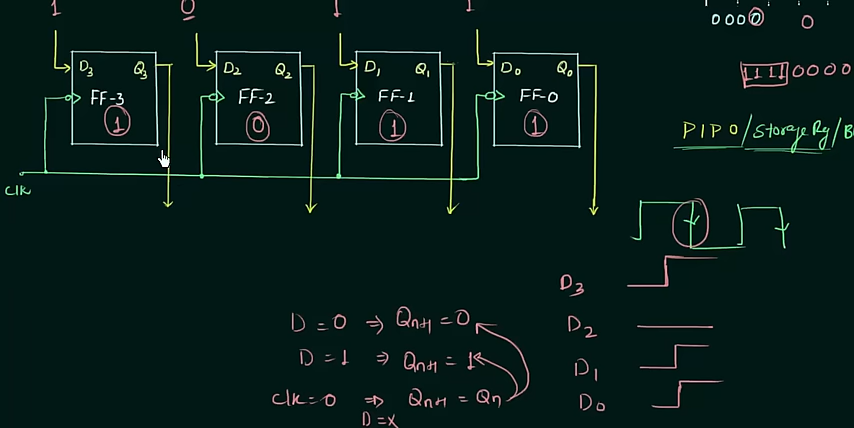 1 0 1 1
0000 0
D3 Q3 D2 Q2 D1 Q1 D0 Q0
1111 0000
FF-3 FF-2 FF-1 FF-0
1 0 1 1
PIPO/Storage Reg/B
Clk
D3
D=0 ⇒ Qn+1=0
D2
D=1 ⇒ Qn+1=1
D1
Clk=0 ⇒ Qn+1=Qn
D0
D=x